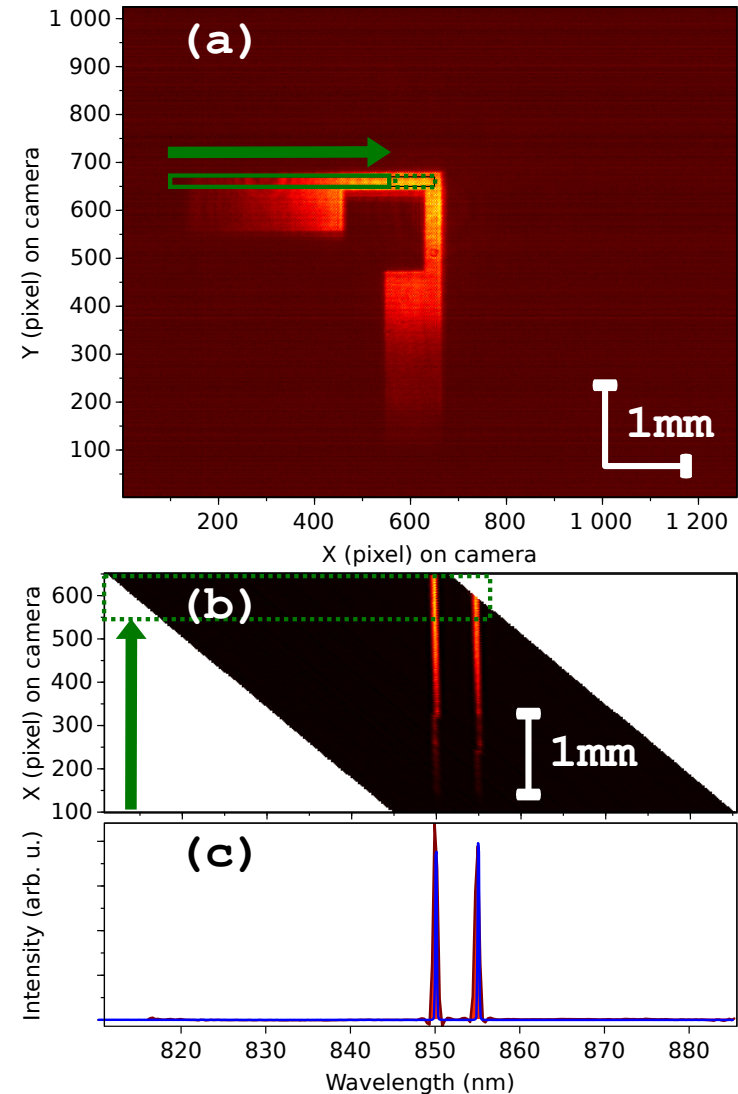 (a)
1 000
900
800
700
600
500
400
300
200
100
Y (pixel) on camera
1mm
200 400 600 800 1 000 1 200
X (pixel) on camera
(b)
600
500
400
300
200
100
X (pixel) on camera
1mm
(c)
Intensity (arb. u.)
820 830 840 850 860 870 880
Wavelength (nm)